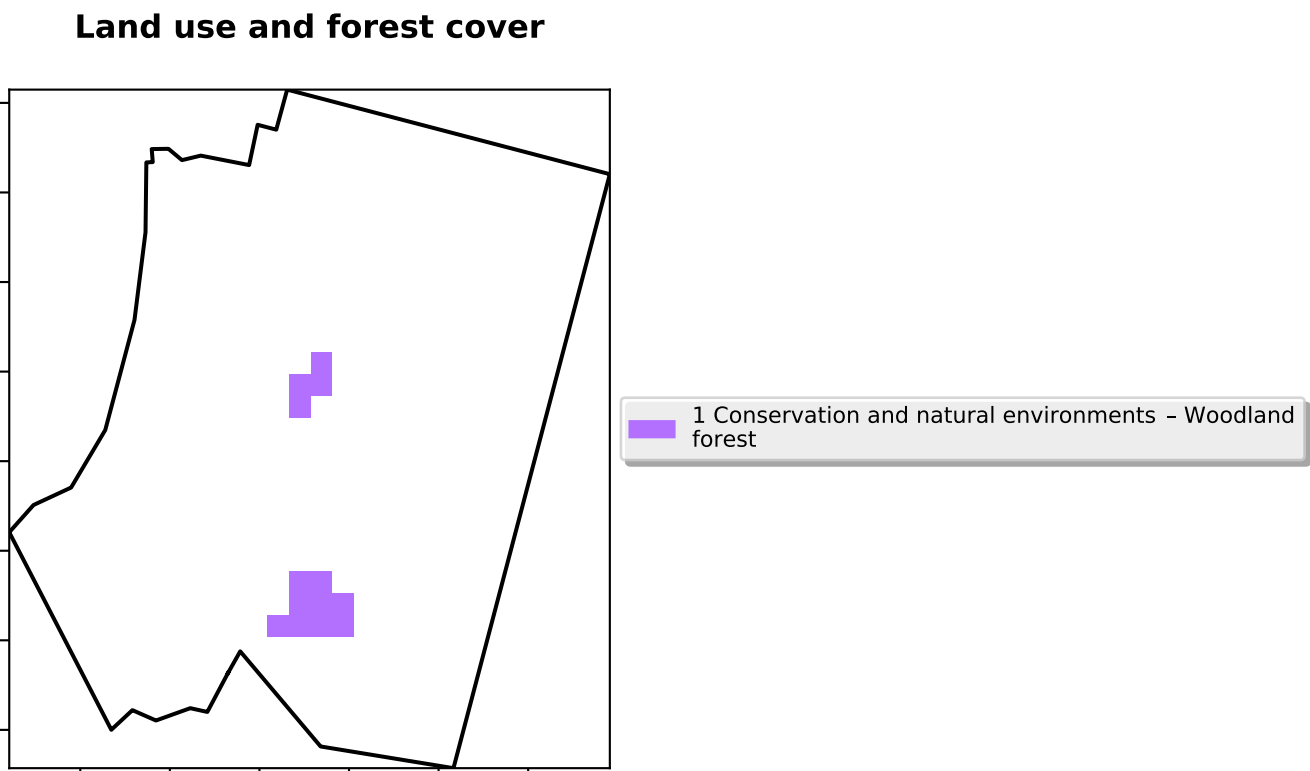 Land use and forest cover
1 Conservation and natural environments – Woodland
forest